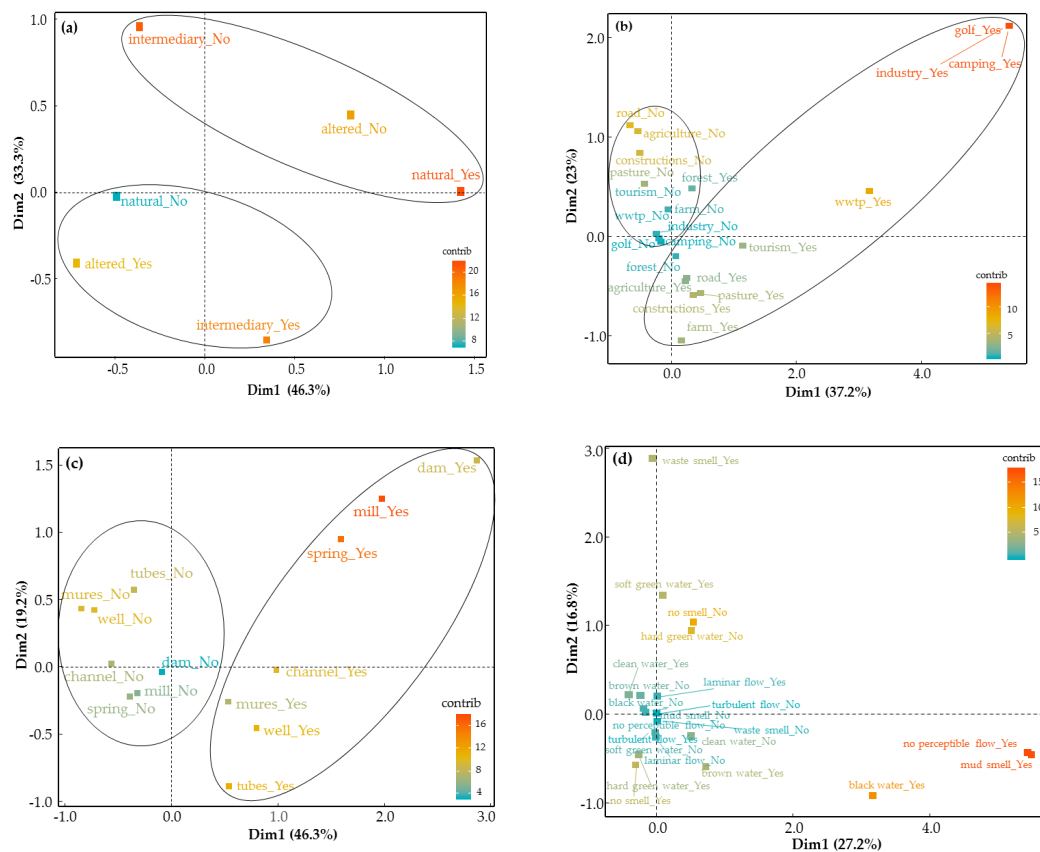 (a)
1.0
0.5
0.0
-0.5
Dim2 (33.3%)
intermediary_No
altered_No
natural_Yes
natural_No
altered_Yes
intermediary_Yes
contrib
20
16
12
8
-0.5
0.0
0.5
1.0
1.5
Dim1 (46.3%)
(b)
2.0
1.0
0.0
-1.0
Dim2 (23%)
golf_Yes
camping_Yes
industry_Yes
road_No
agriculture_No
constructions_No
pasture_No
forest_Yes
tourism_No
farm_No
wwtp_No
wwtp_Yes
industry_No
golf_No
camping_No
tourism_Yes
forest_No
road_Yes
agriculture_Yes
pasture_Yes
constructions_Yes
farm_Yes
contrib
10
5
0.0
2.0
4.0
Dim1 (37.2%)
(c)
1.5
1.0
0.5
0.0
-0.5
-1.0
Dim2 (19.2%)
dam_Yes
mill_Yes
spring_Yes
tubes_No
mures_No
well_No
dam_No
channel_No
mill_No
spring_No
channel_Yes
mures_Yes
well_Yes
tubes_Yes
contrib
16
12
8
4
-1.0
0.0
1.0
2.0
3.0
Dim1 (46.3%)
(d)
3.0
2.0
1.0
0.0
-1.0
Dim2 (16.8%)
waste smell_Yes
soft green water_Yes
no smell_No
hard green water_No
clean water_Yes
laminar flow_Yes
brown water_No
black water_No
turbulent flow_No
mud smell_No
no perceptible flow_No
waste smell_No
turbulent flow_Yes
clean water_No
soft green water_No
laminar flow_No
brown water_Yes
hard green water_Yes
no smell_Yes
no perceptible flow_Yes
mud smell_Yes
black water_Yes
contrib
15
10
5
0
0.0
2.0
4.0
Dim1 (27.2%)